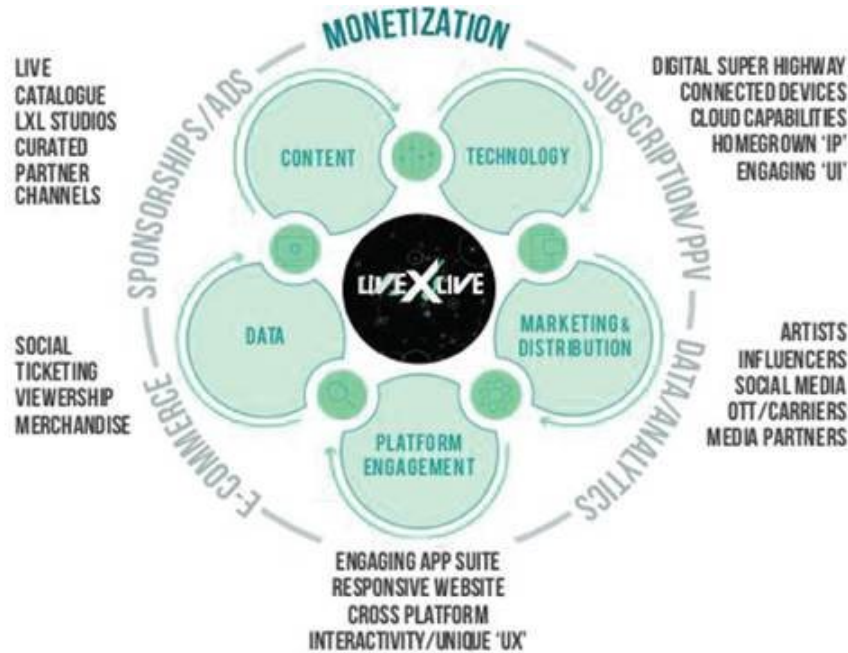 MONETIZATION
SPONSORSHIPS/ADS
SUBSCRIPTION/PPV
DATA/ANALYTICS
E-COMMERCE
LIVE
CATALOGUE
LXL STUDIOS
CURATED
PARTNER
CHANNELS
DIGITAL SUPER HIGHWAY
CONNECTED DEVICES
CLOUD CAPABILITIES
HOMEGROWN ‘IP’
ENGAGING ‘UI’
CONTENT
TECHNOLOGY
LIVEXLIVE
DATA
MARKETING &
DISTRIBUTION
PLATFORM
ENGAGEMENT
SOCIAL
TICKETING
VIEWERSHIP
MERCHANDISE
ARTISTS
INFLUENCERS
SOCIAL MEDIA
OTT/CARRIERS
MEDIA PARTNERS
ENGAGING APP SUITE
RESPONSIVE WEBSITE
CROSS PLATFORM
INTERACTIVITY/UNIQUE ‘UX’